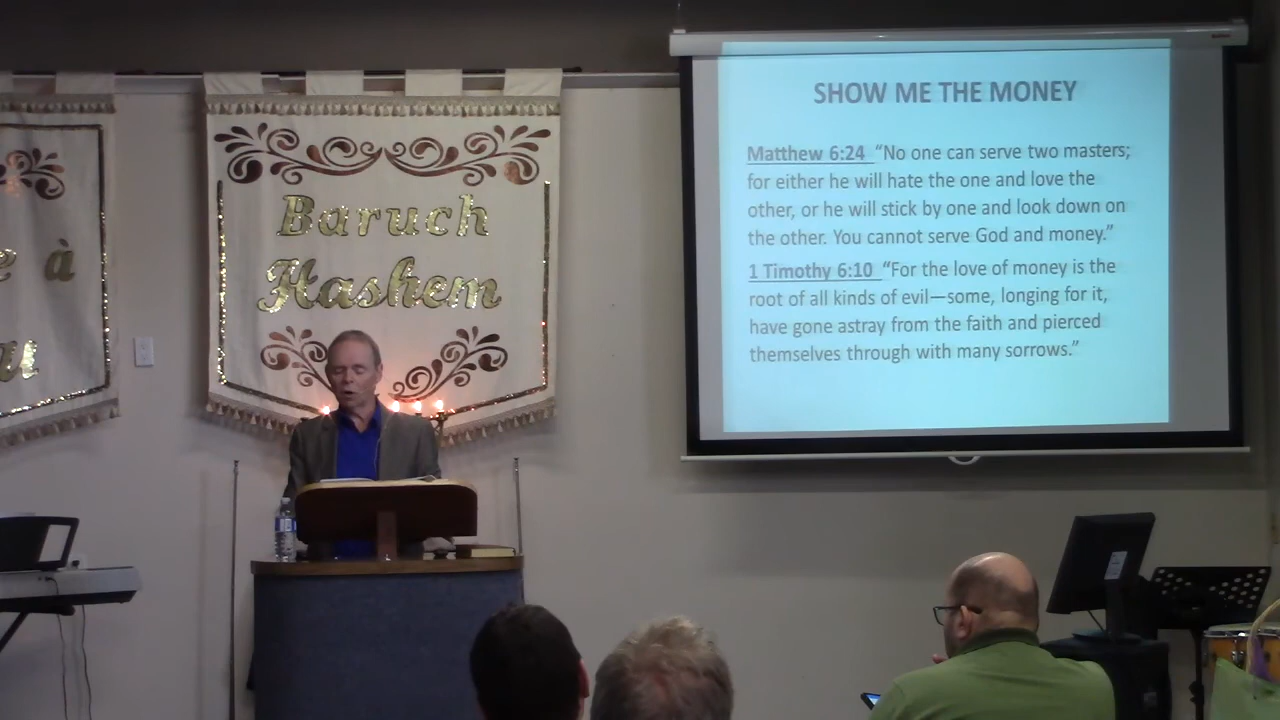 e à
u
Baruch
Hashem
SHOW ME THE MONEY
Matthew 6:24 “No one can serve two masters;
for either he will hate the one and love the
other, or he will stick by one and look down on
the other. You cannot serve God and money.”
1 Timothy 6:10 “For the love of money is the
root of all kinds of evil—some, longing for it,
have gone astray from the faith and pierced
themselves through with many sorrows.”